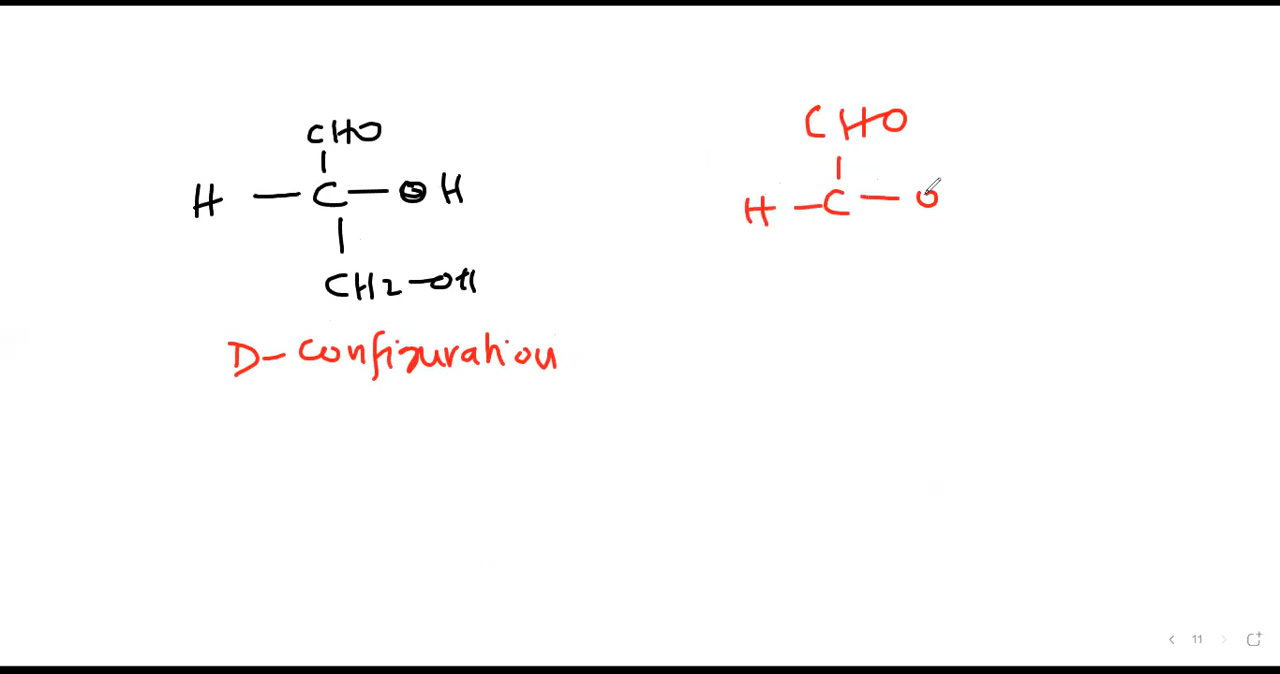 CHO
H — C — OH
CH2—OH
D-configuration
CHO
H — C — O
< 11 >